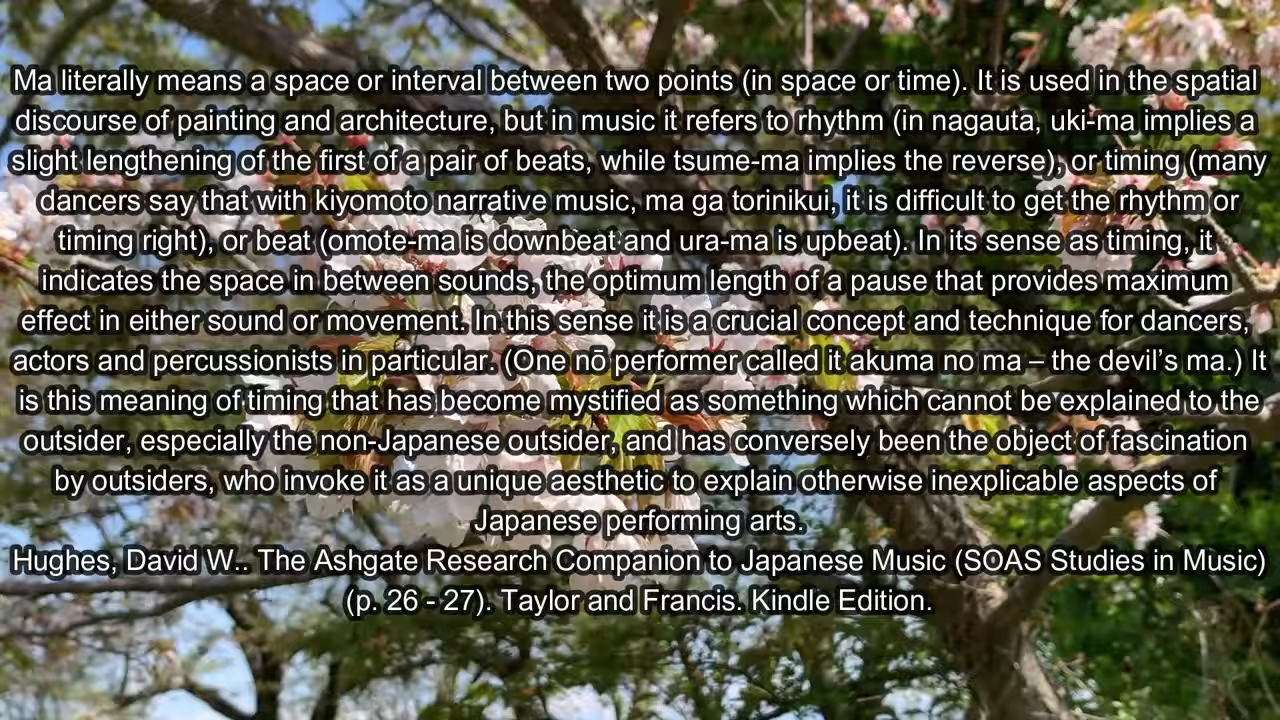 Ma literally means a space or interval between two points (in space or time). It is used in the spatial
discourse of painting and architecture, but in music it refers to rhythm (in nagauta, uki-ma implies a
slight lengthening of the first of a pair of beats, while tsume-ma implies the reverse), or timing (many
dancers say that with kiyomoto narrative music, ma ga torinikui, it is difficult to get the rhythm or
timing right), or beat (omote-ma is downbeat and ura-ma is upbeat). In its sense as timing, it
indicates the space in between sounds, the optimum length of a pause that provides maximum
effect in either sound or movement. In this sense it is a crucial concept and technique for dancers,
actors and percussionists in particular. (One nō performer called it akuma no ma – the devil’s ma.) It
is this meaning of timing that has become mystified as something which cannot be explained to the
outsider, especially the non-Japanese outsider, and has conversely been the object of fascination
by outsiders, who invoke it as a unique aesthetic to explain otherwise inexplicable aspects of
Japanese performing arts.
Hughes, David W.. The Ashgate Research Companion to Japanese Music (SOAS Studies in Music)
(p. 26 - 27). Taylor and Francis. Kindle Edition.